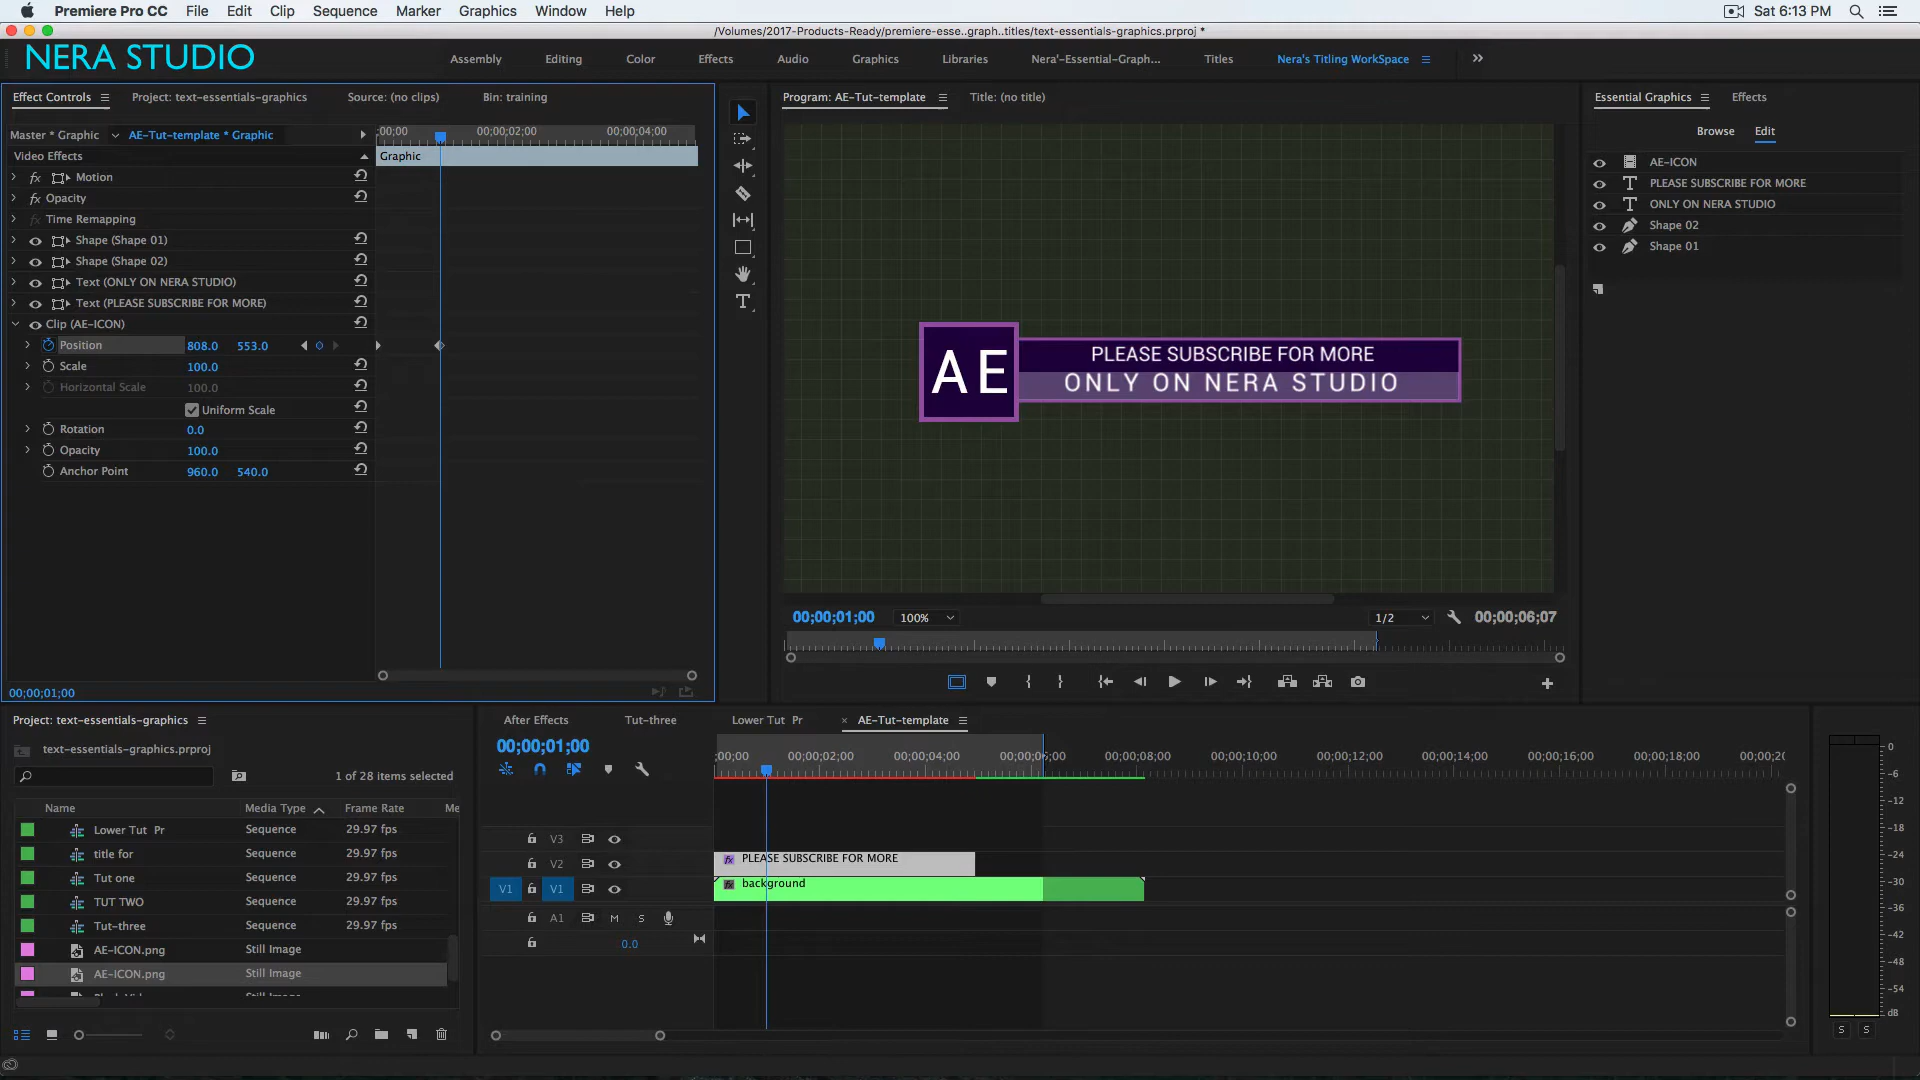 Premiere Pro CC File Edit Clip Sequence Marker Graphics Window Help Sat 6:13 PM
/Volumes/2017-Products-Ready/premiere-esse..graph..titles/text-essentials-graphics.prproj *
NERA STUDIO
Assembly Editing Color Effects Audio Graphics Libraries Nera'-Essential-Graph... Titles Nera's Titling WorkSpace
Effect Controls Project: text-essentials-graphics Source: (no clips) Bin: training
Master * Graphic AE-Tut-template * Graphic
;00;00 00;00;02;00 00;00;04;00
Video Effects
Graphic
fx Motion
fx Opacity
fx Time Remapping
Shape (Shape 01)
Shape (Shape 02)
Text (ONLY ON NERA STUDIO)
Text (PLEASE SUBSCRIBE FOR MORE)
Clip (AE-ICON)
Position 808.0 553.0
Scale 100.0
Horizontal Scale 100.0
Uniform Scale
Rotation 0.0
Opacity 100.0
Anchor Point 960.0 540.0
00;00;01;00
Program: AE-Tut-template Title: (no title)
AE
PLEASE SUBSCRIBE FOR MORE
ONLY ON NERA STUDIO
00;00;01;00 100% 1/2 00;00;06;07
Essential Graphics Effects
Browse Edit
AE-ICON
PLEASE SUBSCRIBE FOR MORE
ONLY ON NERA STUDIO
Shape 02
Shape 01
Project: text-essentials-graphics
text-essentials-graphics.prproj
1 of 28 items selected
Name Media Type Frame Rate Me
Lower Tut Pr Sequence 29.97 fps
title for Sequence 29.97 fps
Tut one Sequence 29.97 fps
TUT TWO Sequence 29.97 fps
Tut-three Sequence 29.97 fps
AE-ICON.png Still Image
AE-ICON.png Still Image
After Effects Tut-three Lower Tut Pr × AE-Tut-template
00;00;01;00
;00;00 00;00;02;00 00;00;04;00 00;00;06;00 00;00;08;00 00;00;10;00 00;00;12;00 00;00;14;00 00;00;16;00 00;00;18;00 00;00;20
V3
V2 fx PLEASE SUBSCRIBE FOR MORE
V1 V1 fx background
A1 M S
0.0
0
-6
-12
-18
-24
-30
-36
-42
-48
-54
dB
S S